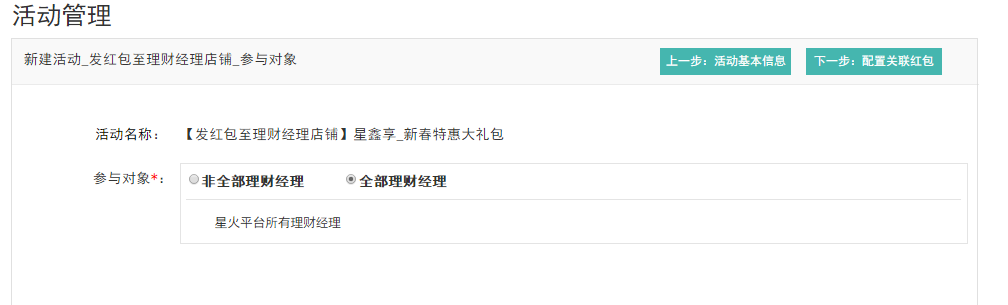 活动管理
新建活动_发红包至理财经理店铺_参与对象
上一步：活动基本信息
下一步：配置关联红包
活动名称： 【发红包至理财经理店铺】星鑫享_新春特惠大礼包
参与对象*： 非全部理财经理 全部理财经理
星火平台所有理财经理